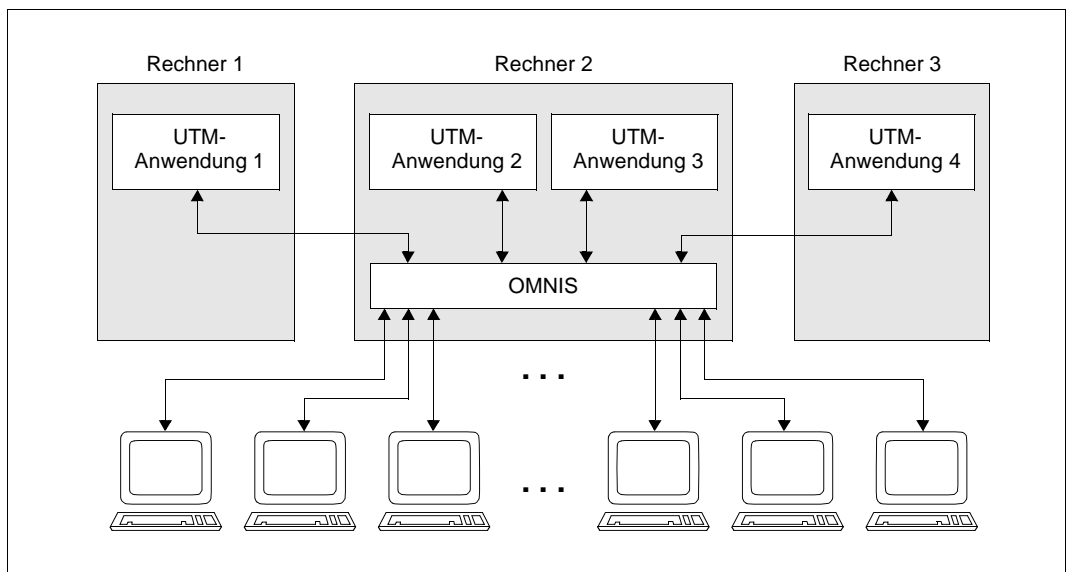 Rechner 1
Rechner 2
Rechner 3
UTM-
Anwendung 1
UTM-
Anwendung 2
UTM-
Anwendung 3
UTM-
Anwendung 4
OMNIS
. . .
. . .